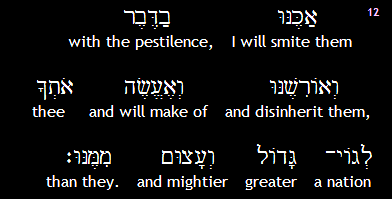 12 אַכֶּנּוּ בַדֶּבֶר
I will smite them with the pestilence,
וְאוֹרִשֶׁנּוּ וְאֶעֱשֶׂה אֹתְךָ
and disinherit them, and will make of thee
לְגוֹי־ גָּדוֹל וְעָצוּם מִמֶּנּוּ׃
a nation greater and mightier than they.